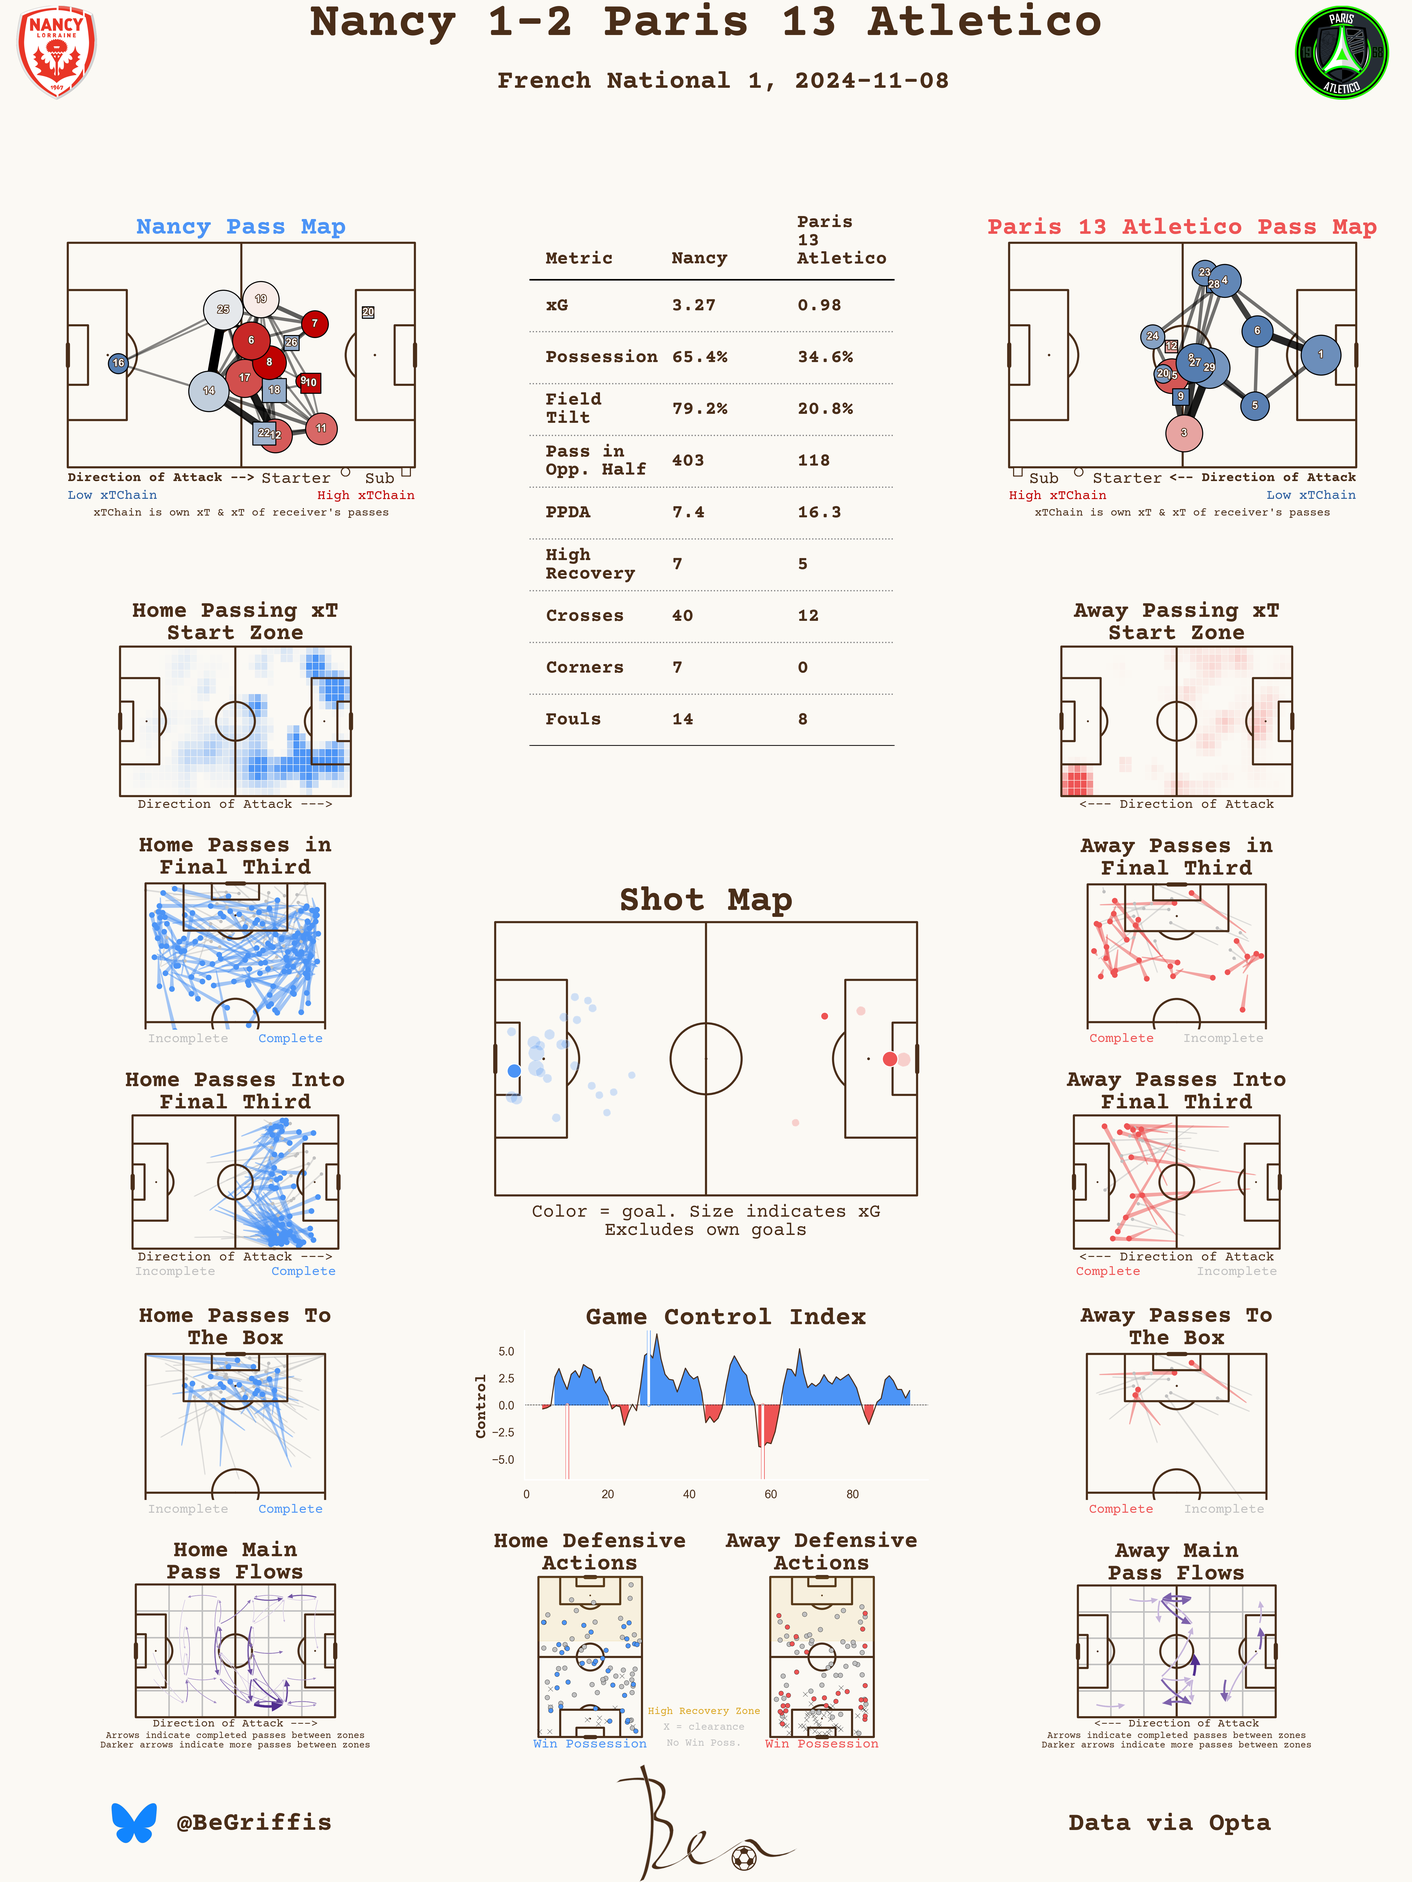 Nancy 1-2 Paris 13 Atletico
French National 1, 2024-11-08
NANCY
LORRAINE
1967
PARIS
19 68
ATLETICO
Nancy Pass Map
25
19
7
20
6
26
16
8
9
10
17
14
18
22
12
11
Direction of Attack --> Starter Sub
Low xTChain High xTChain
xTChain is own xT & xT of receiver's passes
Metric Nancy Paris 13 Atletico
xG 3.27 0.98
Possession 65.4% 34.6%
Field Tilt 79.2% 20.8%
Pass in Opp. Half 403 118
PPDA 7.4 16.3
High Recovery 7 5
Crosses 40 12
Corners 7 0
Fouls 14 8
Paris 13 Atletico Pass Map
23
28
4
24
12
6
1
8
27
29
20
9
5
3
Sub Starter <-- Direction of Attack
High xTChain Low xTChain
xTChain is own xT & xT of receiver's passes
Home Passing xT
Start Zone
Direction of Attack --->
Away Passing xT
Start Zone
<--- Direction of Attack
Home Passes in
Final Third
Incomplete Complete
Away Passes in
Final Third
Complete Incomplete
Shot Map
Color = goal. Size indicates xG
Excludes own goals
Home Passes Into
Final Third
Direction of Attack --->
Incomplete Complete
Away Passes Into
Final Third
<--- Direction of Attack
Complete Incomplete
Home Passes To
The Box
Incomplete Complete
Game Control Index
Control
5.0
2.5
0.0
−2.5
−5.0
0 20 40 60 80
Away Passes To
The Box
Complete Incomplete
Home Main
Pass Flows
Direction of Attack --->
Arrows indicate completed passes between zones
Darker arrows indicate more passes between zones
Home Defensive
Actions
Win Possession
High Recovery Zone
X = clearance
No Win Poss.
Away Defensive
Actions
Win Possession
Away Main
Pass Flows
<--- Direction of Attack
Arrows indicate completed passes between zones
Darker arrows indicate more passes between zones
@BeGriffis
Ben
Data via Opta